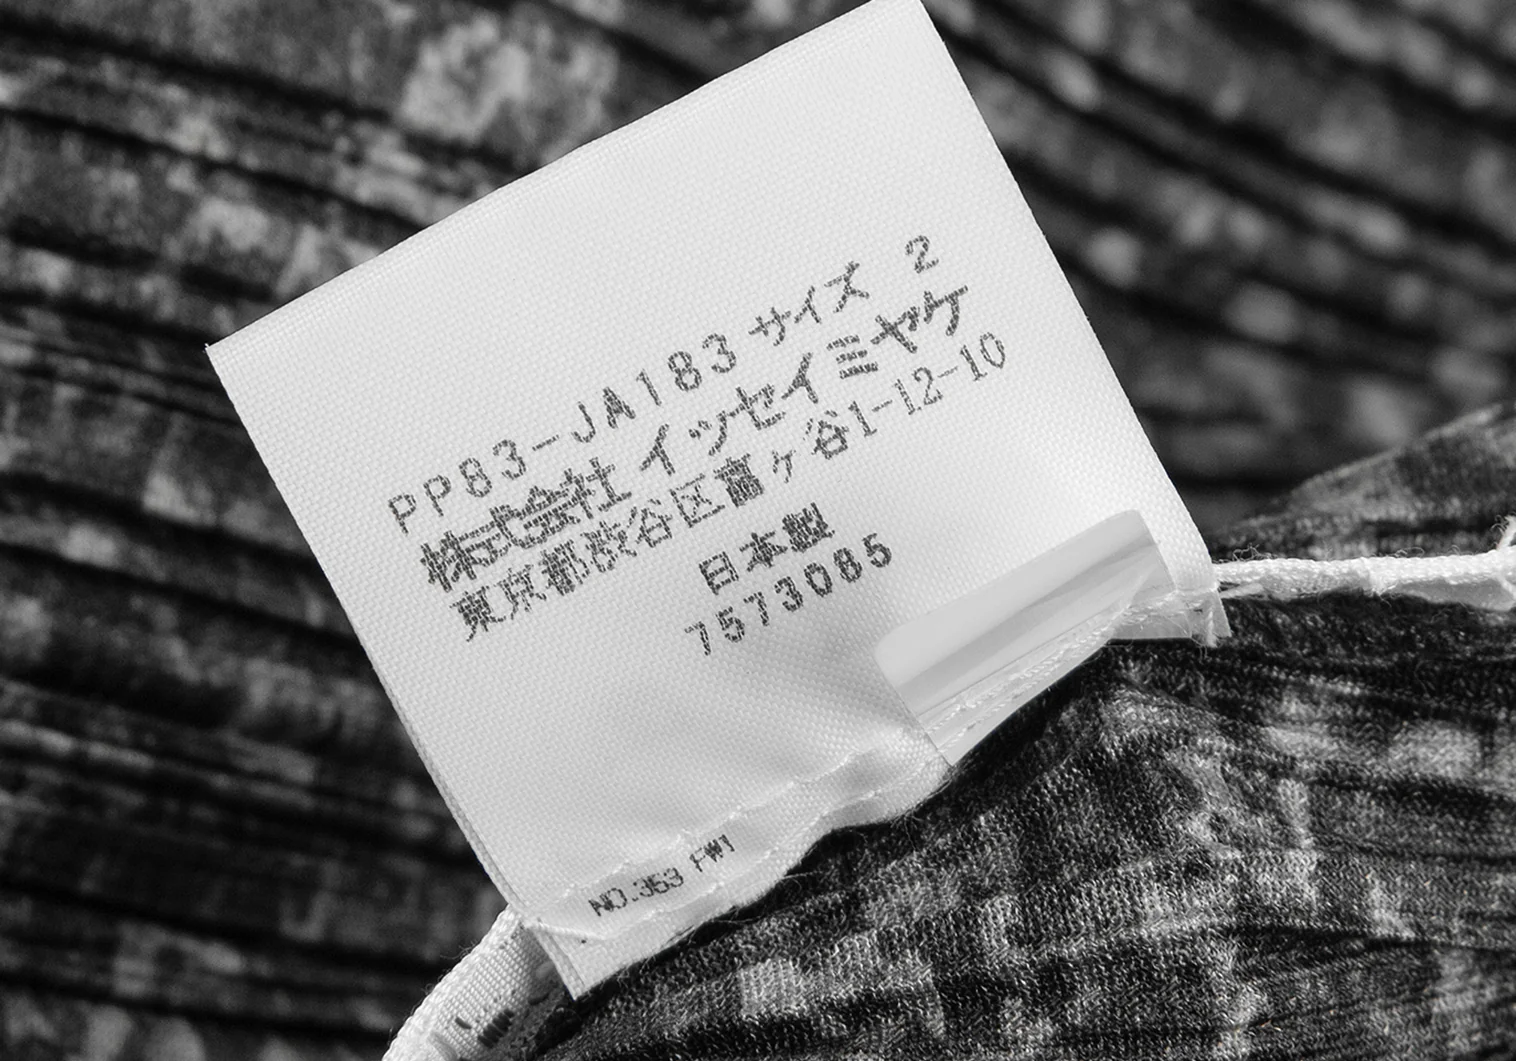 PP83-JA183 サイズ 2
株式会社 イッセイミヤケ
東京都渋谷区富ヶ谷1-12-10
日本製
7573085
NO.353 FW1